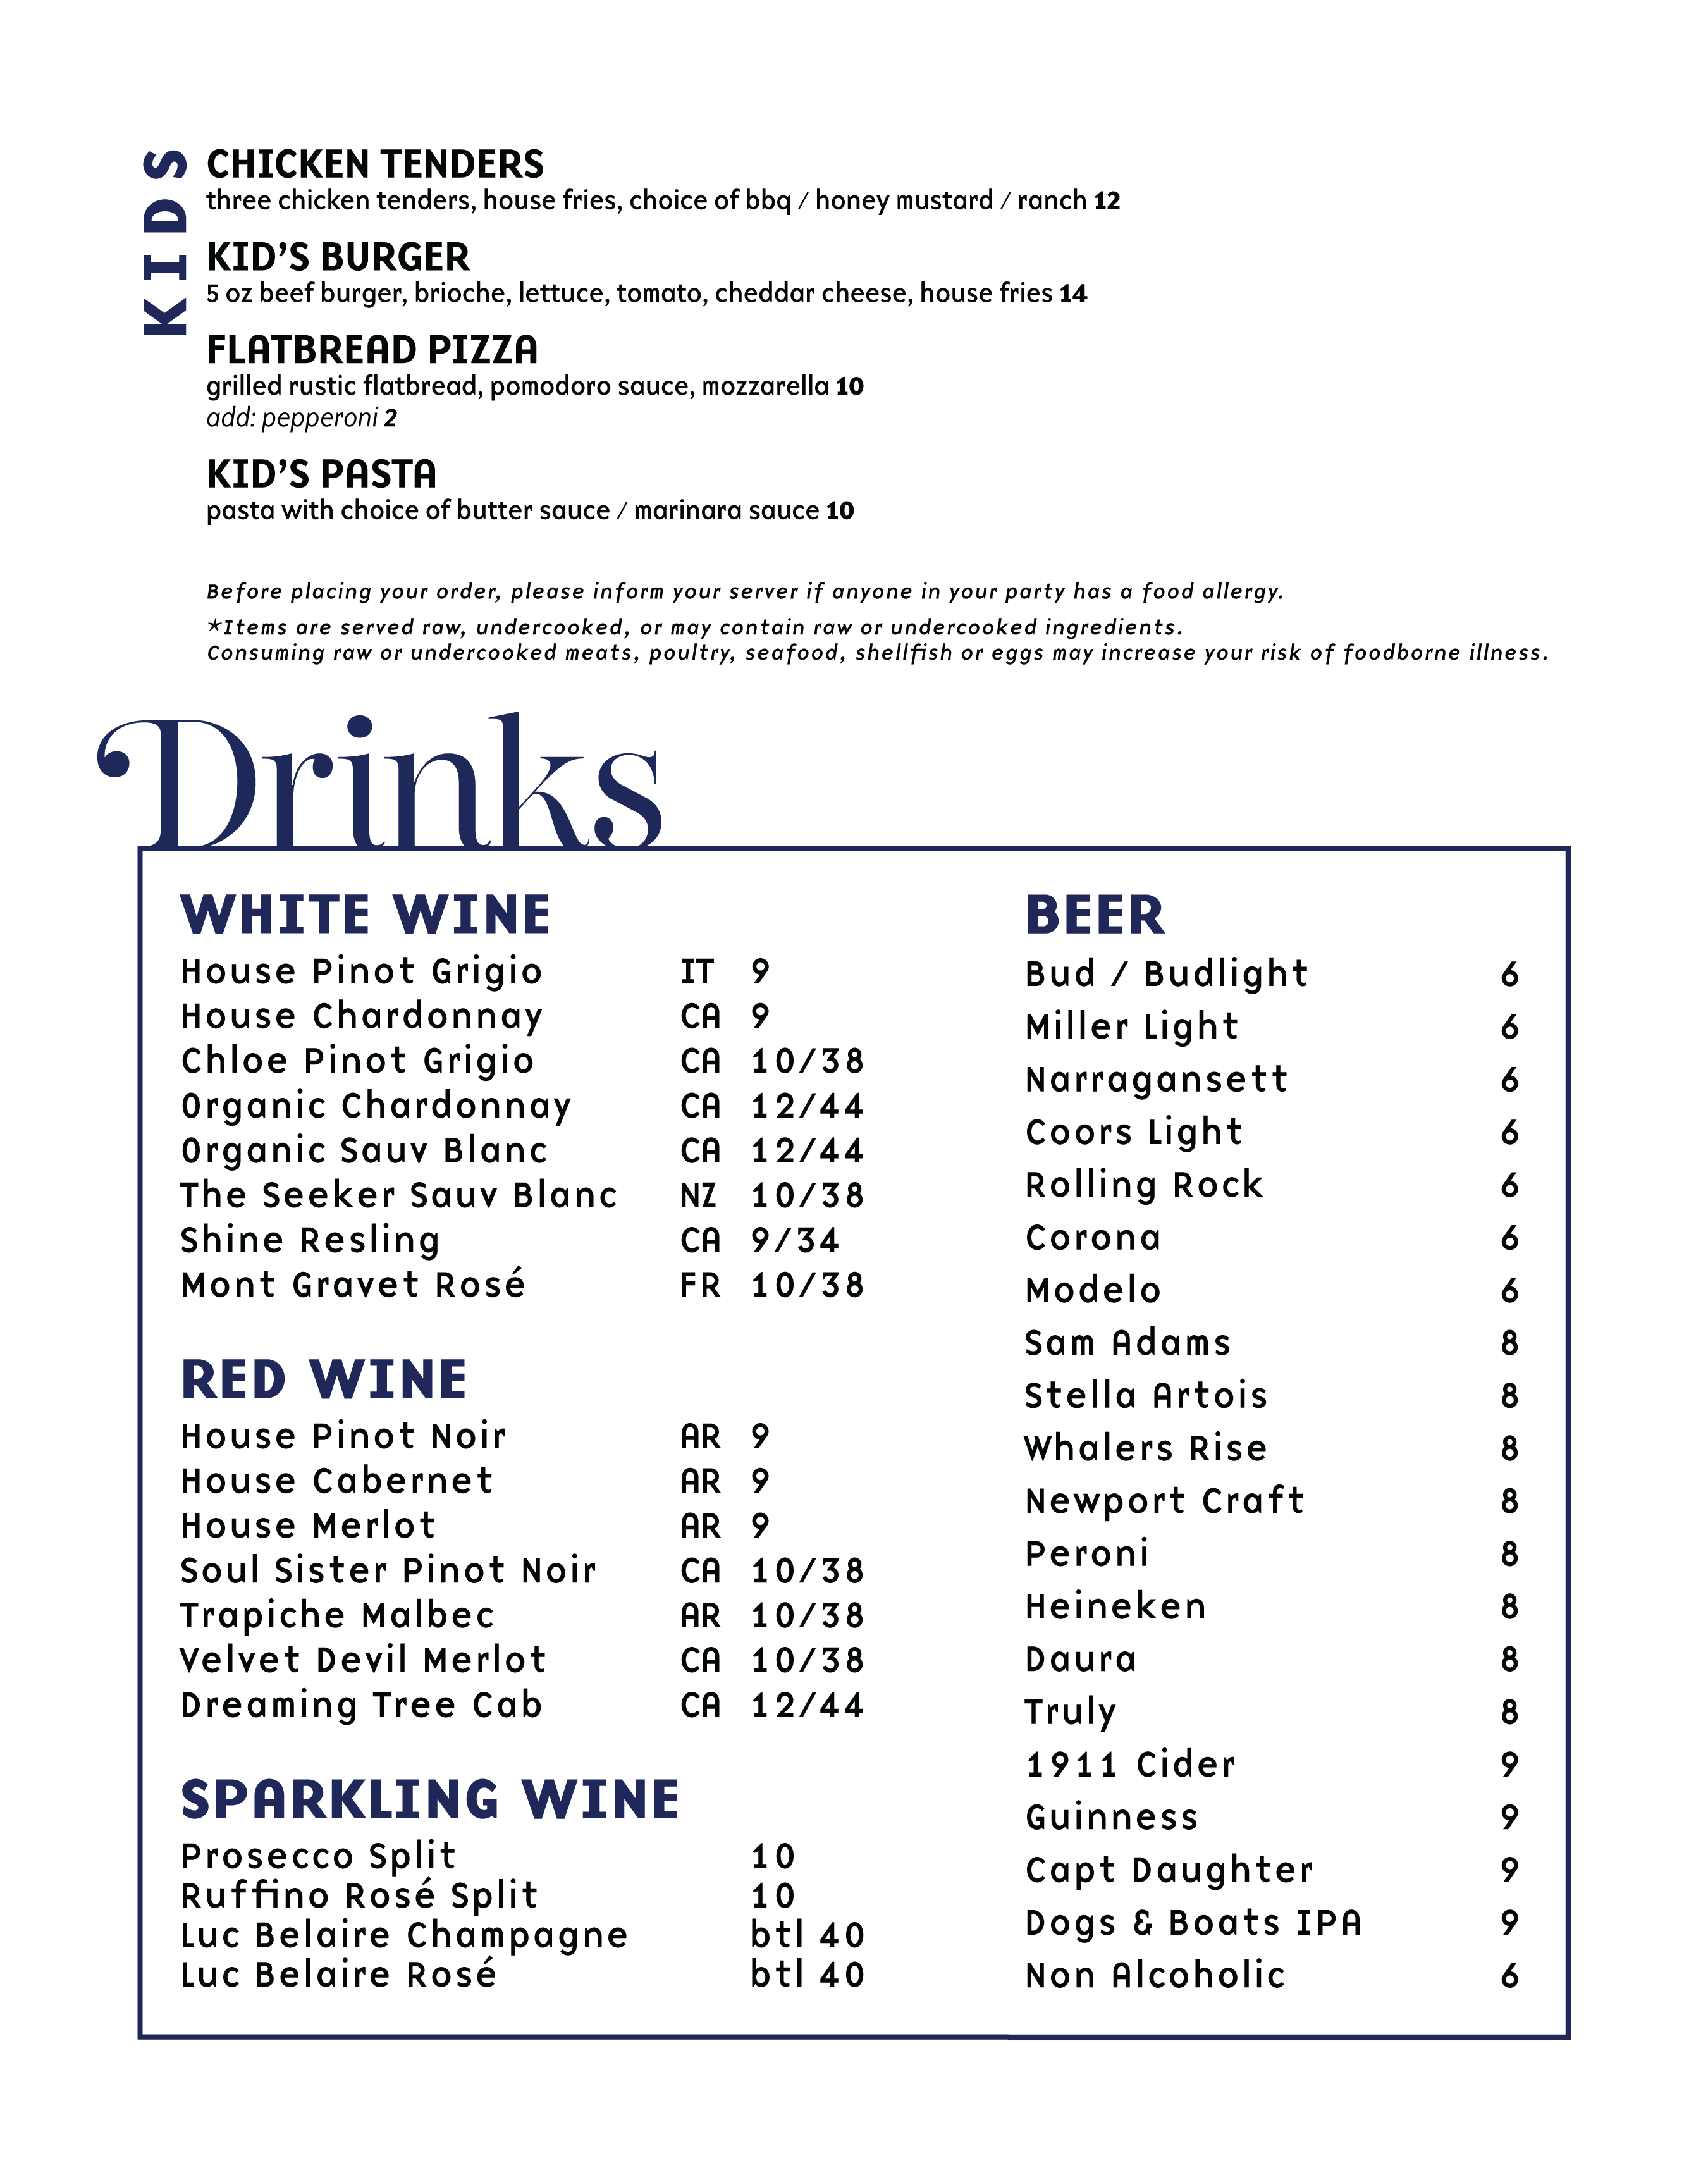 KIDS
CHICKEN TENDERS
three chicken tenders, house fries, choice of bbq / honey mustard / ranch 12
KID’S BURGER
5 oz beef burger, brioche, lettuce, tomato, cheddar cheese, house fries 14
FLATBREAD PIZZA
grilled rustic flatbread, pomodoro sauce, mozzarella 10
add: pepperoni 2
KID’S PASTA
pasta with choice of butter sauce / marinara sauce 10
Before placing your order, please inform your server if anyone in your party has a food allergy.
*Items are served raw, undercooked, or may contain raw or undercooked ingredients.
Consuming raw or undercooked meats, poultry, seafood, shellfish or eggs may increase your risk of foodborne illness.
Drinks
WHITE WINE
House Pinot Grigio IT 9
House Chardonnay CA 9
Chloe Pinot Grigio CA 10/38
Organic Chardonnay CA 12/44
Organic Sauv Blanc CA 12/44
The Seeker Sauv Blanc NZ 10/38
Shine Resling CA 9/34
Mont Gravet Rosé FR 10/38
RED WINE
House Pinot Noir AR 9
House Cabernet AR 9
House Merlot AR 9
Soul Sister Pinot Noir CA 10/38
Trapiche Malbec AR 10/38
Velvet Devil Merlot CA 10/38
Dreaming Tree Cab CA 12/44
SPARKLING WINE
Prosecco Split 10
Ruffino Rosé Split 10
Luc Belaire Champagne btl 40
Luc Belaire Rosé btl 40
BEER
Bud / Budlight 6
Miller Light 6
Narragansett 6
Coors Light 6
Rolling Rock 6
Corona 6
Modelo 6
Sam Adams 8
Stella Artois 8
Whalers Rise 8
Newport Craft 8
Peroni 8
Heineken 8
Daura 8
Truly 8
1911 Cider 9
Guinness 9
Capt Daughter 9
Dogs & Boats IPA 9
Non Alcoholic 6